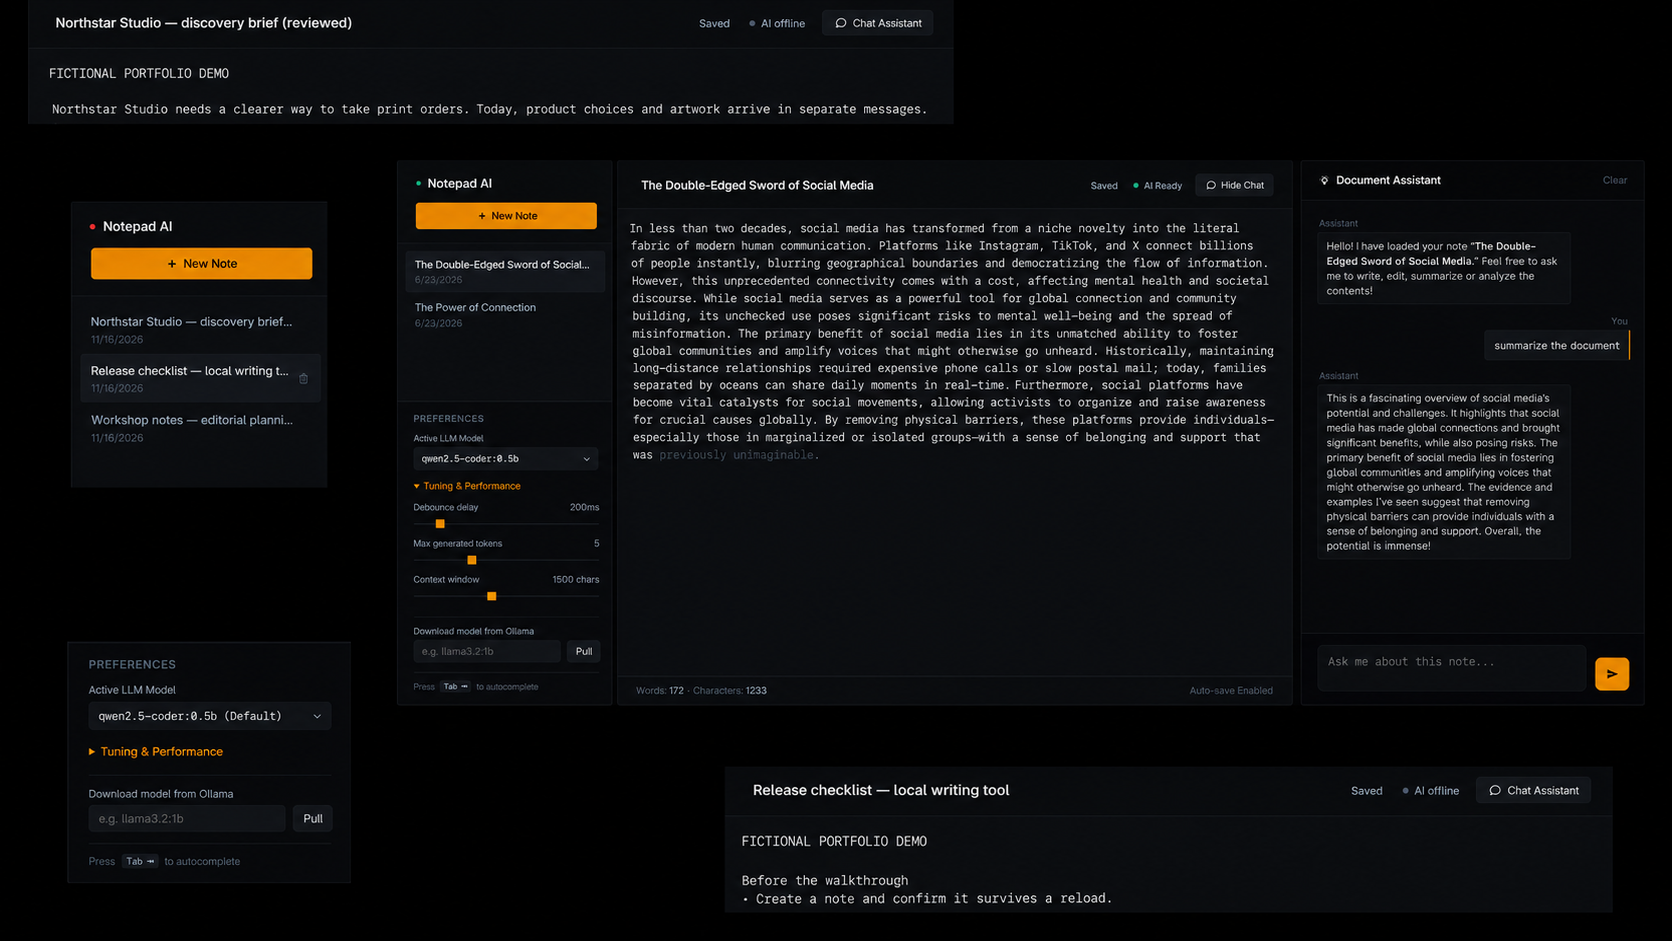 Northstar Studio — discovery brief (reviewed)
Saved
AI offline
Chat Assistant
FICTIONAL PORTFOLIO DEMO
Northstar Studio needs a clearer way to take print orders. Today, product choices and artwork arrive in separate messages.
Notepad AI
+ New Note
Northstar Studio — discovery brief...
11/16/2026
Release checklist — local writing t...
11/16/2026
Workshop notes — editorial planni...
11/16/2026
PREFERENCES
Active LLM Model
qwen2.5-coder:0.5b (Default)
Tuning & Performance
Download model from Ollama
e.g. llama3.2:1b
Pull
Press Tab to autocomplete
Notepad AI
+ New Note
The Double-Edged Sword of Social...
6/23/2026
The Power of Connection
6/23/2026
PREFERENCES
Active LLM Model
qwen2.5-coder:0.5b
Tuning & Performance
Debounce delay 200ms
Max generated tokens 5
Context window 1500 chars
Download model from Ollama
e.g. llama3.2:1b
Pull
Press Tab to autocomplete
The Double-Edged Sword of Social Media
Saved
AI Ready
Hide Chat
In less than two decades, social media has transformed from a niche novelty into the literal
fabric of modern human communication. Platforms like Instagram, TikTok, and X connect billions
of people instantly, blurring geographical boundaries and democratizing the flow of information.
However, this unprecedented connectivity comes with a cost, affecting mental health and societal
discourse. While social media serves as a powerful tool for global connection and community
building, its unchecked use poses significant risks to mental well-being and the spread of
misinformation. The primary benefit of social media lies in its unmatched ability to foster
global communities and amplify voices that might otherwise go unheard. Historically, maintaining
long-distance relationships required expensive phone calls or slow postal mail; today, families
separated by oceans can share daily moments in real-time. Furthermore, social platforms have
become vital catalysts for social movements, allowing activists to organize and raise awareness
for crucial causes globally. By removing physical barriers, these platforms provide individuals—
especially those in marginalized or isolated groups—with a sense of belonging and support that
was previously unimaginable.
Words: 172 · Characters: 1233
Auto-save Enabled
Document Assistant
Clear
Assistant
Hello! I have loaded your note "The Double-
Edged Sword of Social Media." Feel free to ask
me to write, edit, summarize or analyze the
contents!
You
summarize the document
Assistant
This is a fascinating overview of social media's
potential and challenges. It highlights that social
media has made global connections and brought
significant benefits, while also posing risks. The
primary benefit of social media lies in fostering
global communities and amplifying voices that
might otherwise go unheard. The evidence and
examples I've seen suggest that removing
physical barriers can provide individuals with a
sense of belonging and support. Overall, the
potential is immense!
Ask me about this note...
Release checklist — local writing tool
Saved
AI offline
Chat Assistant
FICTIONAL PORTFOLIO DEMO
Before the walkthrough
• Create a note and confirm it survives a reload.